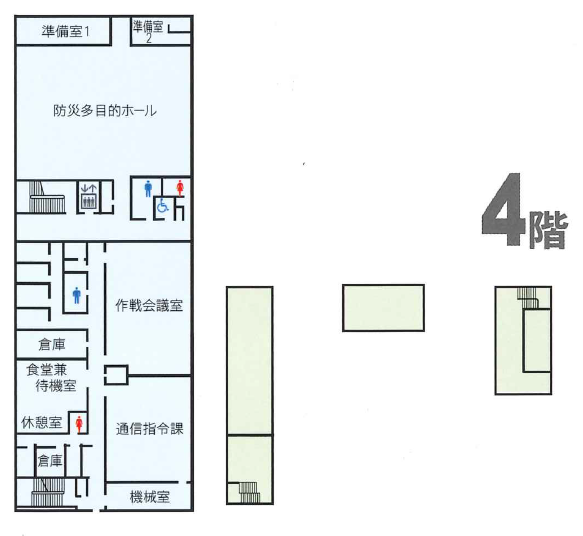 準備室1
準備室
2
防災多目的ホール
4階
作戦会議室
倉庫
食堂兼
待機室
休憩室
通信指令課
倉庫
機械室